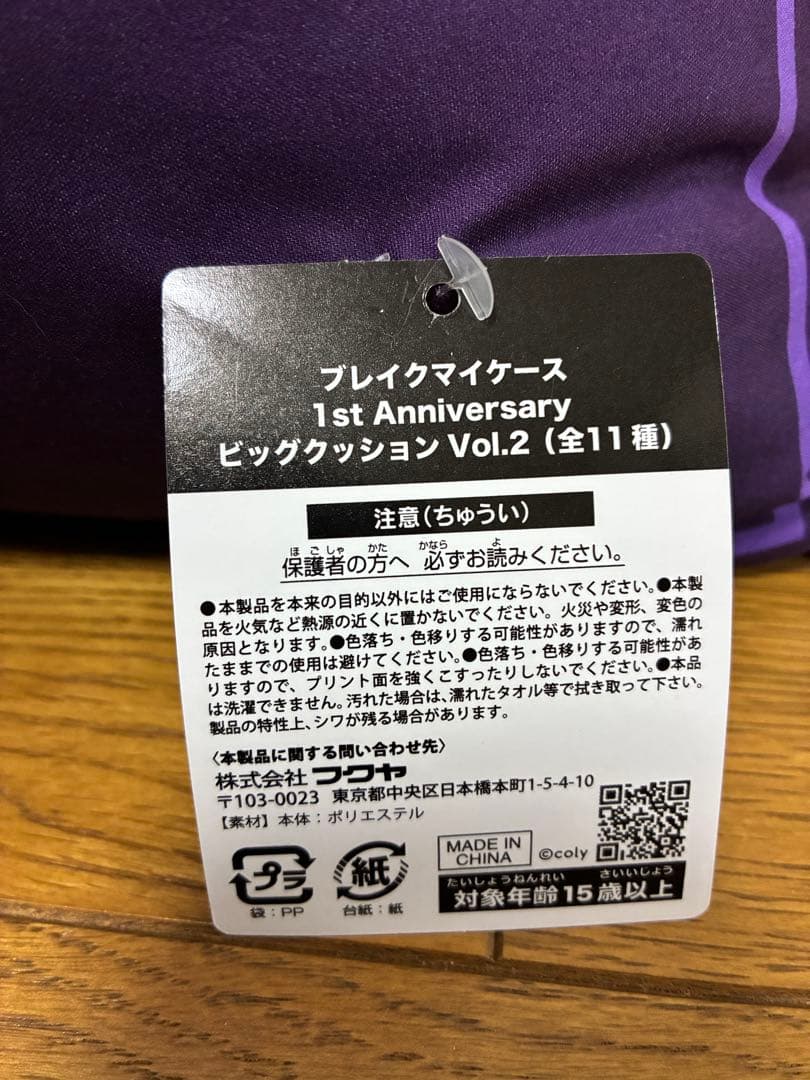 ブレイクマイケース
1st Anniversary
ビッグクッション Vol.2（全11種）
注意（ちゅうい）
ほごしゃ かた かなら よ
保護者の方へ 必ずお読みください。
●本製品を本来の目的以外にはご使用にならないでください。●本製
品を火気など熱源の近くに置かないでください。火災や変形、変色の
原因となります。●色落ち・色移りする可能性がありますので、濡れ
たままでの使用は避けてください。●色落ち・色移りする可能性があ
りますので、プリント面を強くこすったりしないでください。●本品
は洗濯できません。汚れた場合は、濡れたタオル等で拭き取って下さい。
製品の特性上、シワが残る場合があります。
〈本製品に関する問い合わせ先〉
株式会社フクヤ
〒103-0023 東京都中央区日本橋本町1-5-4-10
【素材】本体：ポリエステル
プラ
袋：PP
紙
台紙：紙
MADE IN
CHINA
©coly
たいしょうねんれい さいいじょう
対象年齢15歳以上